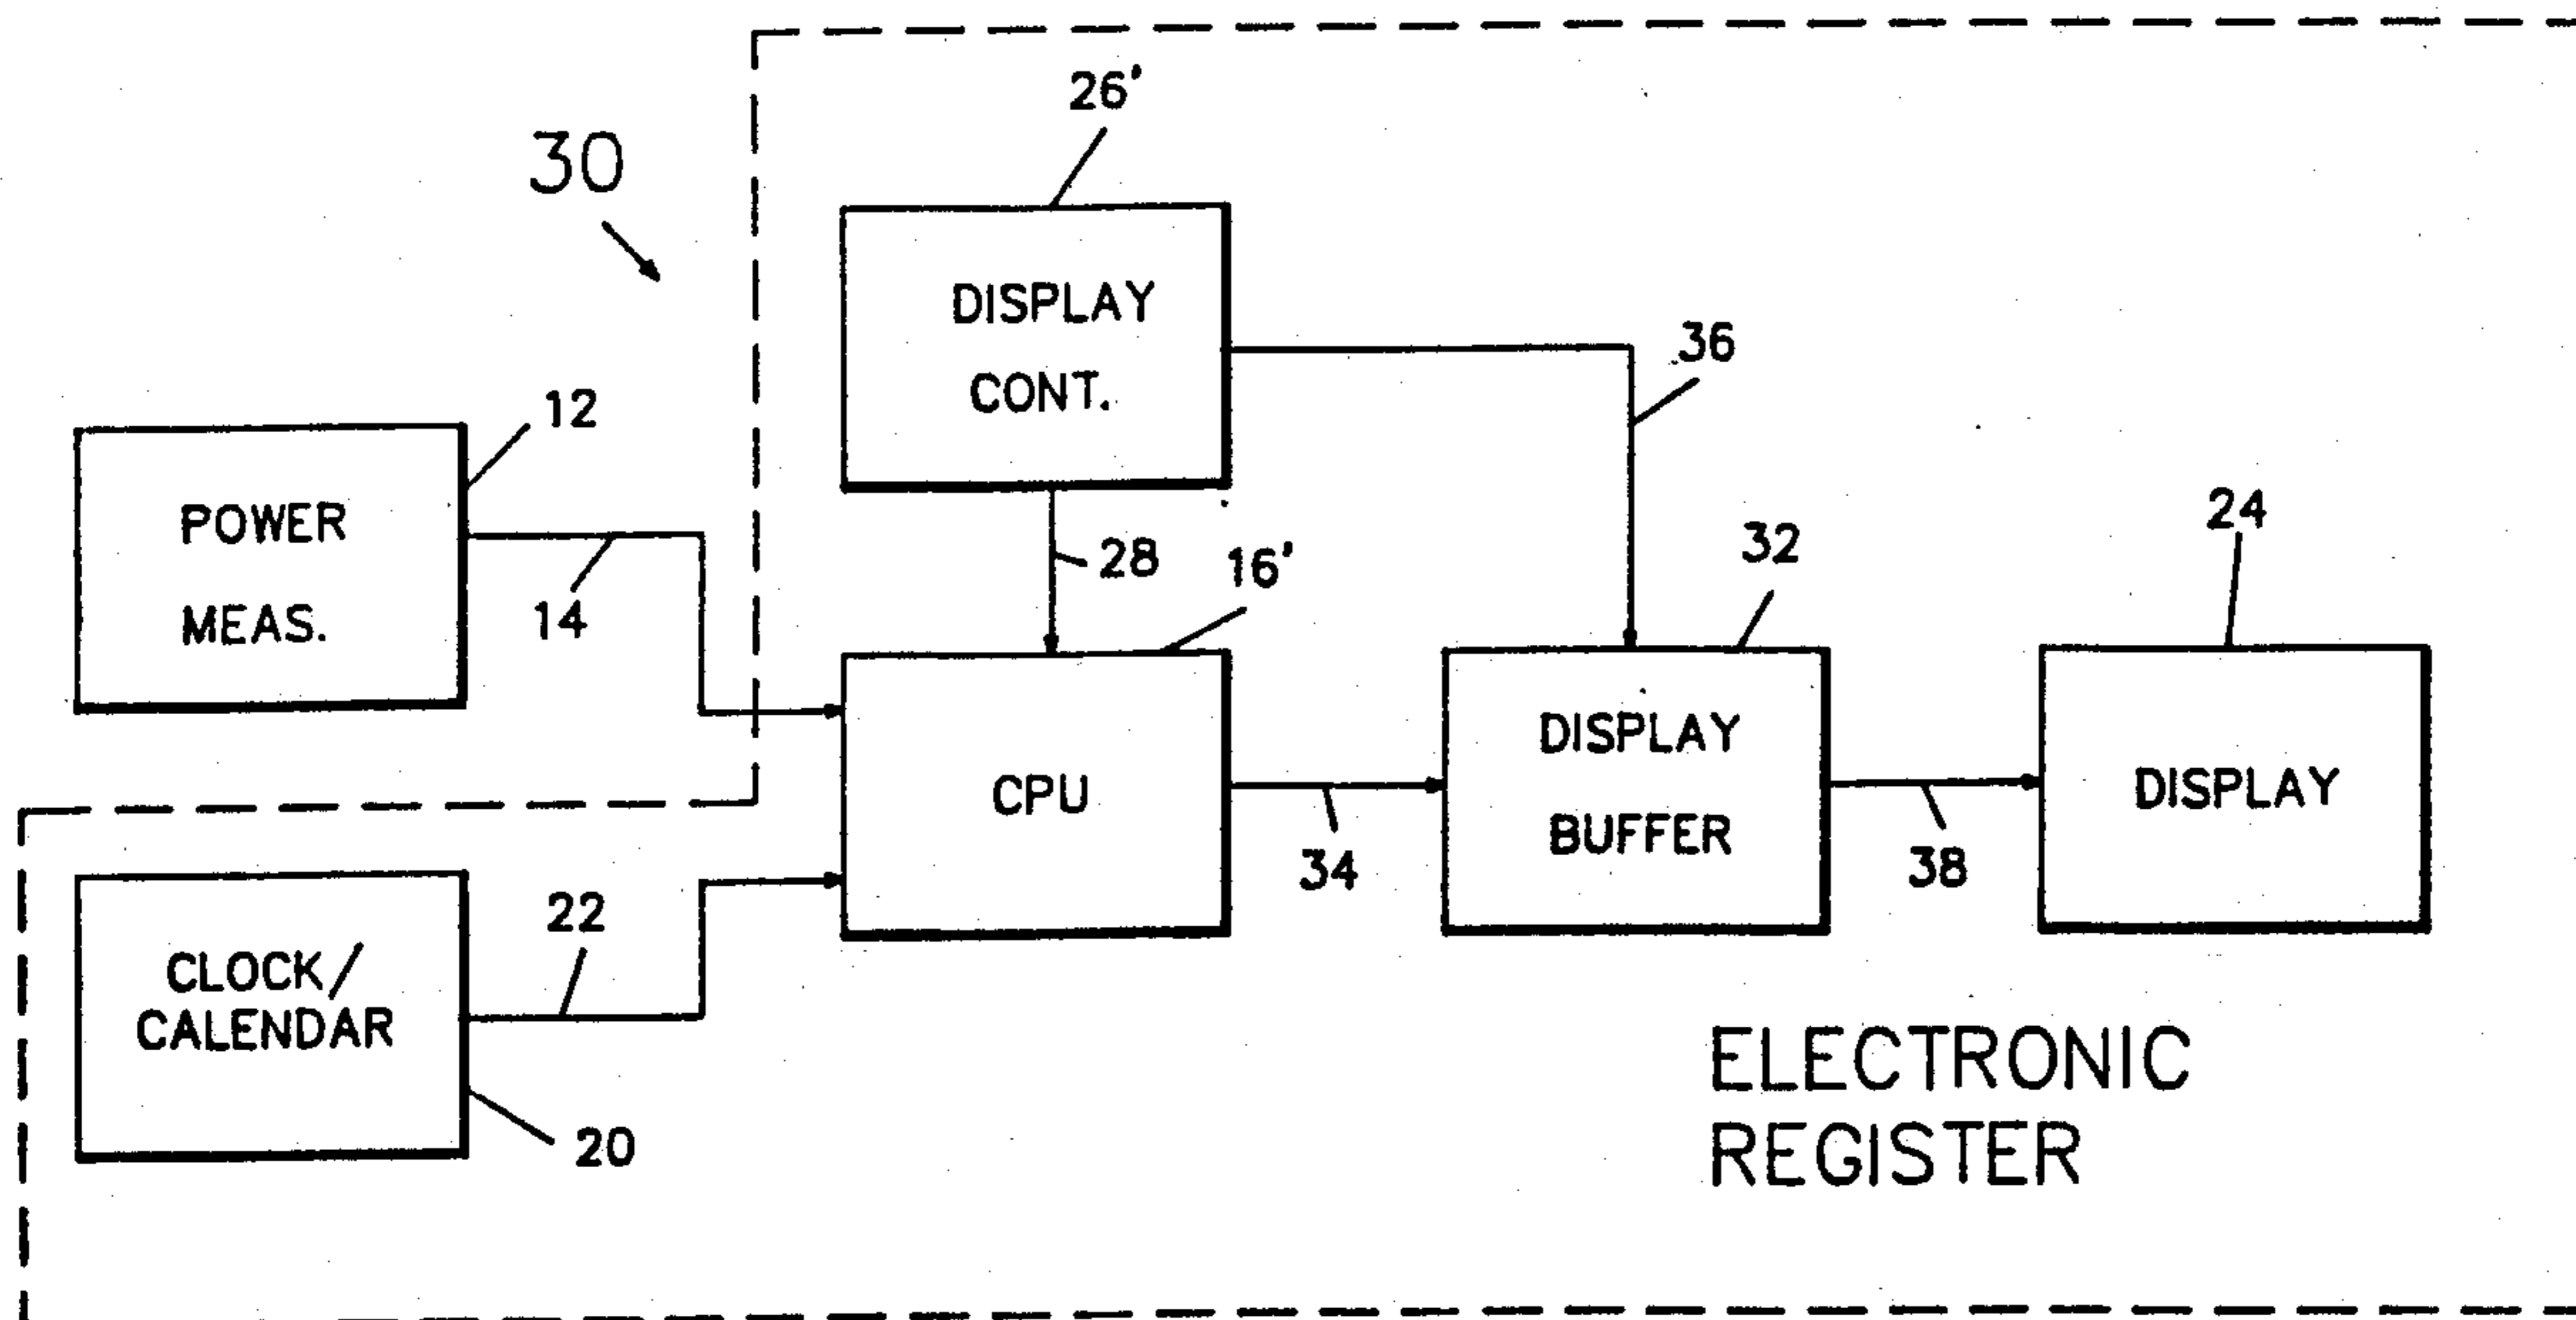 26'
30
DISPLAY
CONT.
36
12
POWER
MEAS.
14
28
16'
32
24
CPU
DISPLAY
BUFFER
DISPLAY
34
38
22
CLOCK/
CALENDAR
20
ELECTRONIC
REGISTER